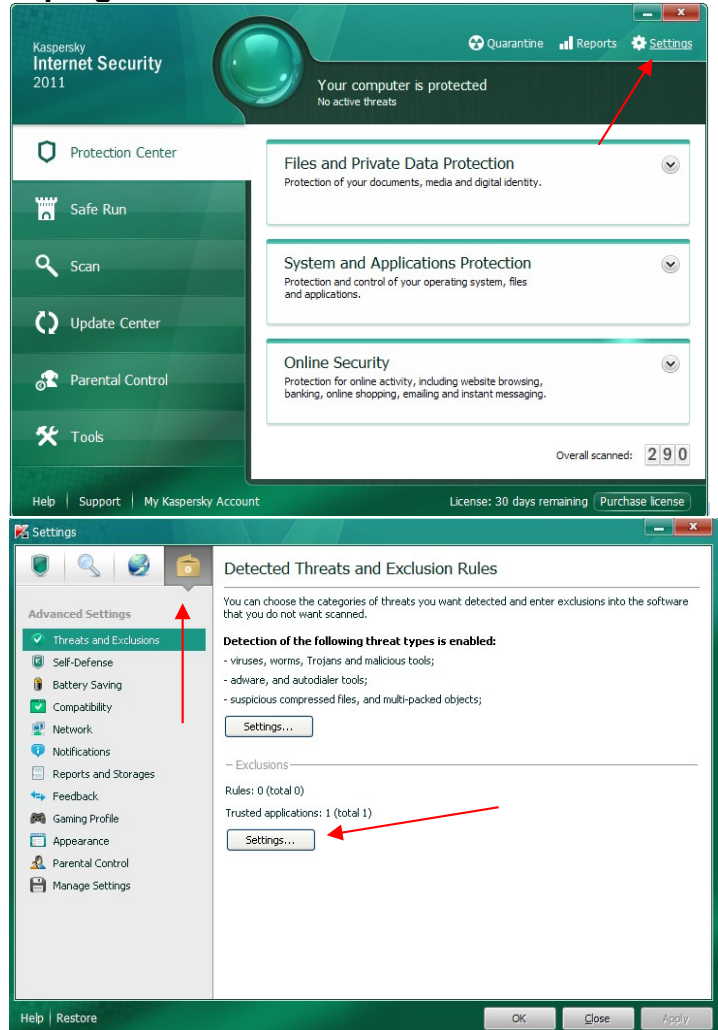 Kaspersky
Internet Security
2011
Quarantine Reports Settings
Your computer is protected
No active threats
Protection Center
Safe Run
Scan
Update Center
Parental Control
Tools
Files and Private Data Protection
Protection of your documents, media and digital identity.
System and Applications Protection
Protection and control of your operating system, files
and applications.
Online Security
Protection for online activity, including website browsing,
banking, online shopping, emailing and instant messaging.
Overall scanned: 290
Help Support My Kaspersky Account License: 30 days remaining Purchase license
Settings
Advanced Settings
Threats and Exclusions
Self-Defense
Battery Saving
Compatibility
Network
Notifications
Reports and Storages
Feedback
Gaming Profile
Appearance
Parental Control
Manage Settings
Detected Threats and Exclusion Rules
You can choose the categories of threats you want detected and enter exclusions into the software
that you do not want scanned.
Detection of the following threat types is enabled:
- viruses, worms, Trojans and malicious tools;
- adware, and autodialer tools;
- suspicious compressed files, and multi-packed objects;
Settings...
Exclusions
Rules: 0 (total 0)
Trusted applications: 1 (total 1)
Settings...
Help Restore OK Close Apply